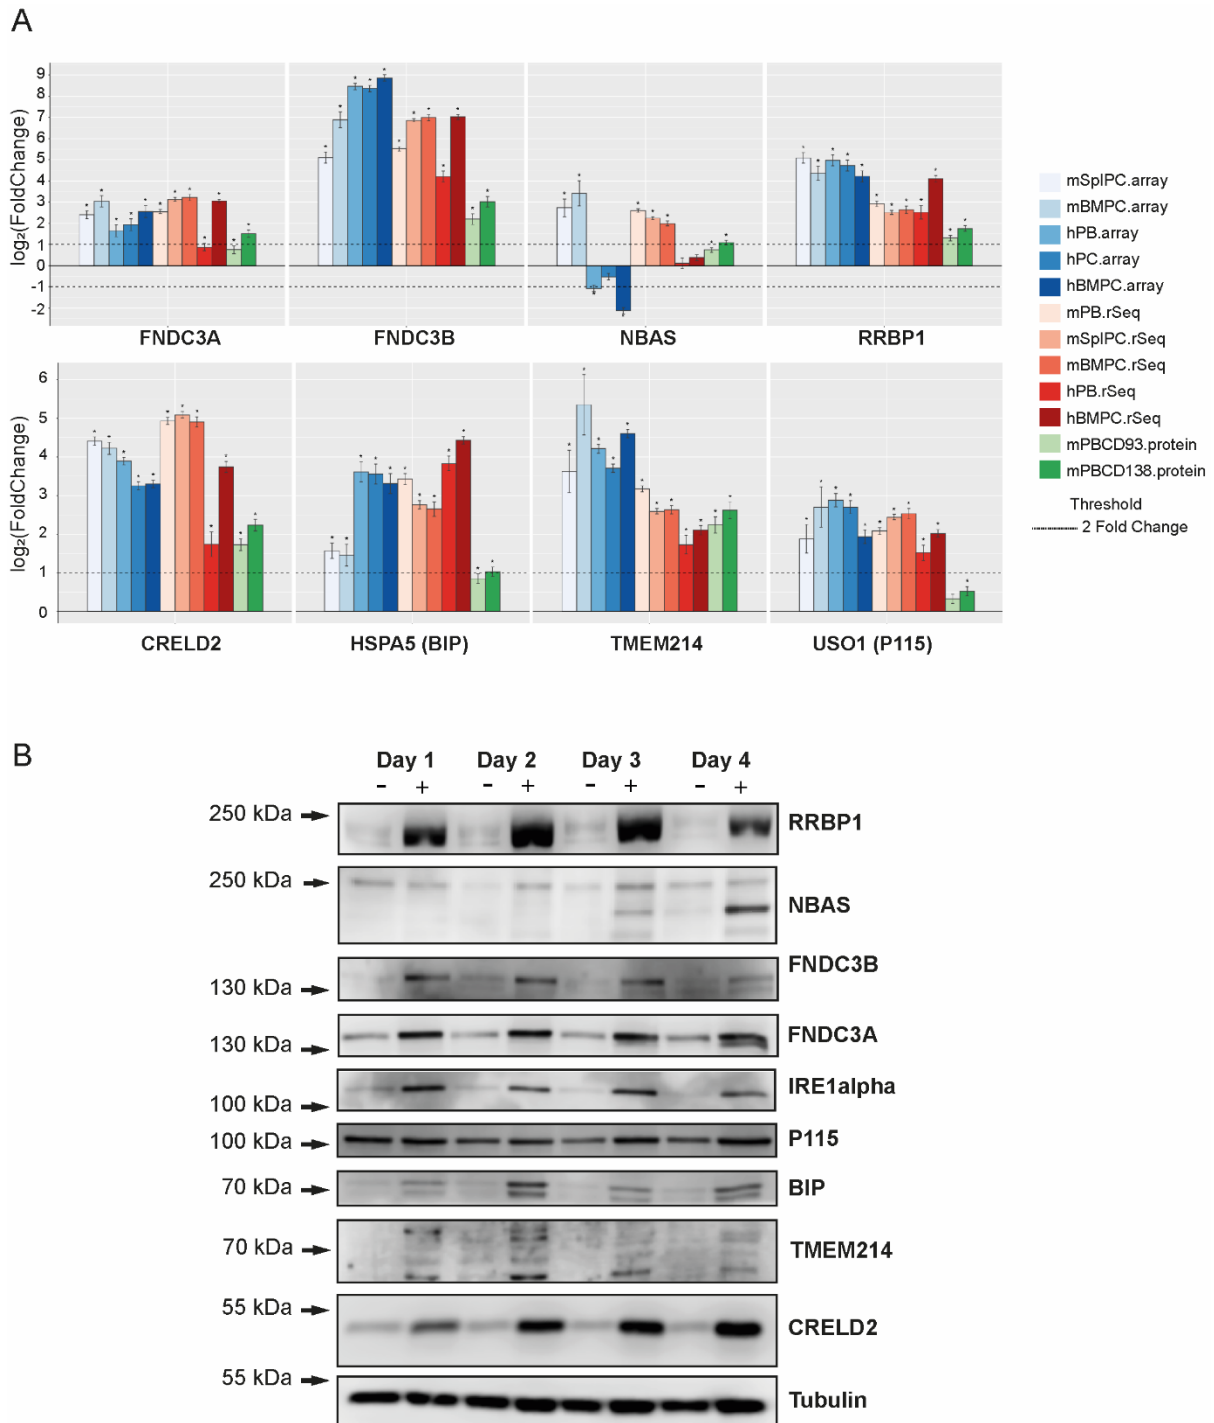 A
log₂(FoldChange)
9
7
6
5
4
3
2
1
0
-1
-2
FNDC3A FNDC3B NBAS RRBP1
mSplPC.array
mBMPC.array
hPB.array
hPC.array
hBMPC.array
mPB.rSeq
mSplPC.rSeq
mBMPC.rSeq
hPB.rSeq
hBMPC.rSeq
mPBCD93.protein
mPBCD138.protein
Threshold
2 Fold Change
log₂(FoldChange)
6
5
4
3
2
1
0
CRELD2 HSPA5 (BIP) TMEM214 USO1 (P115)
B
Day 1 Day 2 Day 3 Day 4
- + - + - + - +
250 kDa RRBP1
250 kDa NBAS
130 kDa FNDC3B
130 kDa FNDC3A
100 kDa IRE1alpha
100 kDa P115
70 kDa BIP
70 kDa TMEM214
55 kDa CRELD2
55 kDa Tubulin